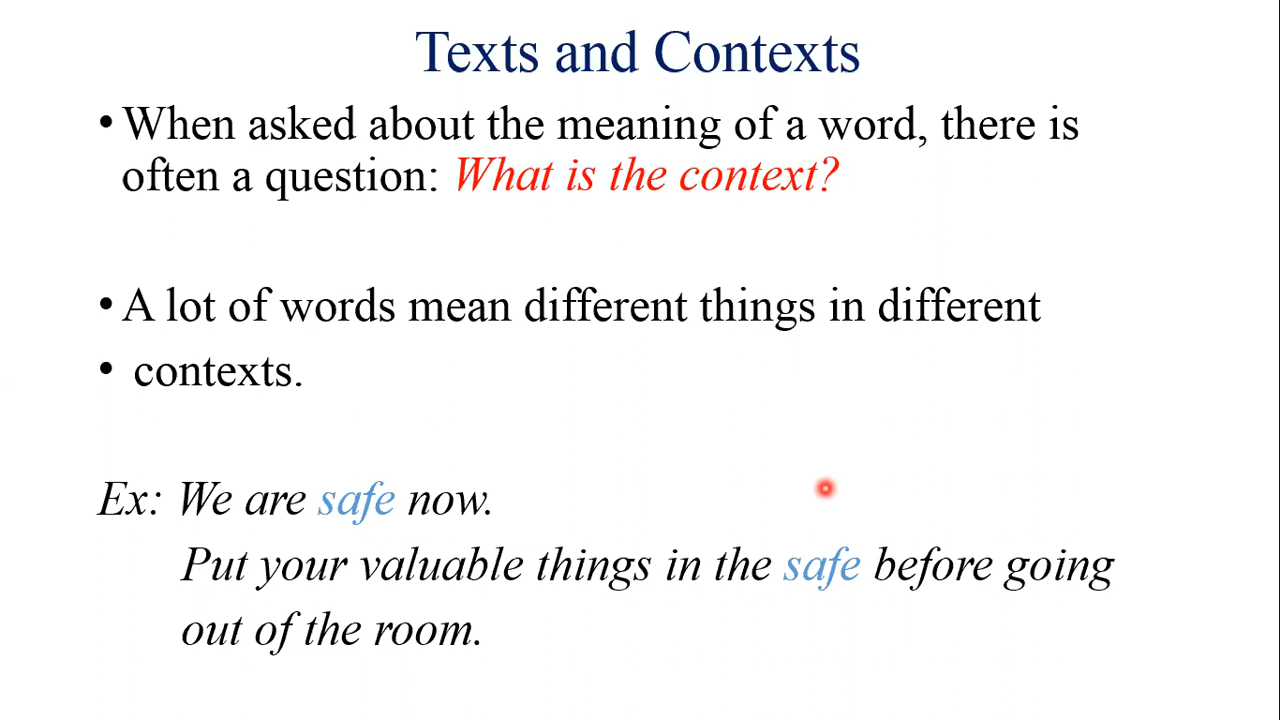 Texts and Contexts
• When asked about the meaning of a word, there is
often a question: What is the context?
• A lot of words mean different things in different
• contexts.
Ex: We are safe now.
Put your valuable things in the safe before going
out of the room.